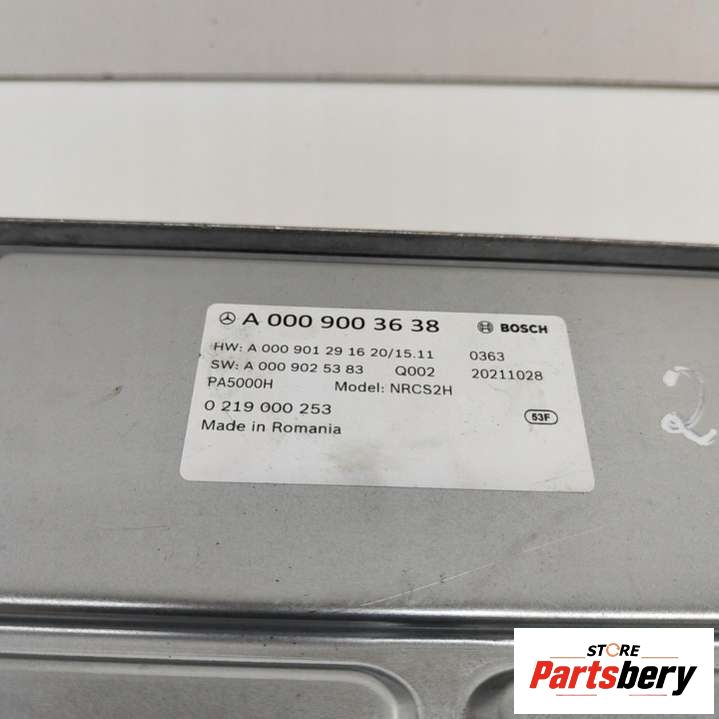 A 000 900 36 38 BOSCH
HW: A 000 901 29 16 20/15.11 0363
SW: A 000 902 53 83 Q002 20211028
PA5000H Model: NRCS2H
0 219 000 253 53F
Made in Romania
2
STORE
Partsbery